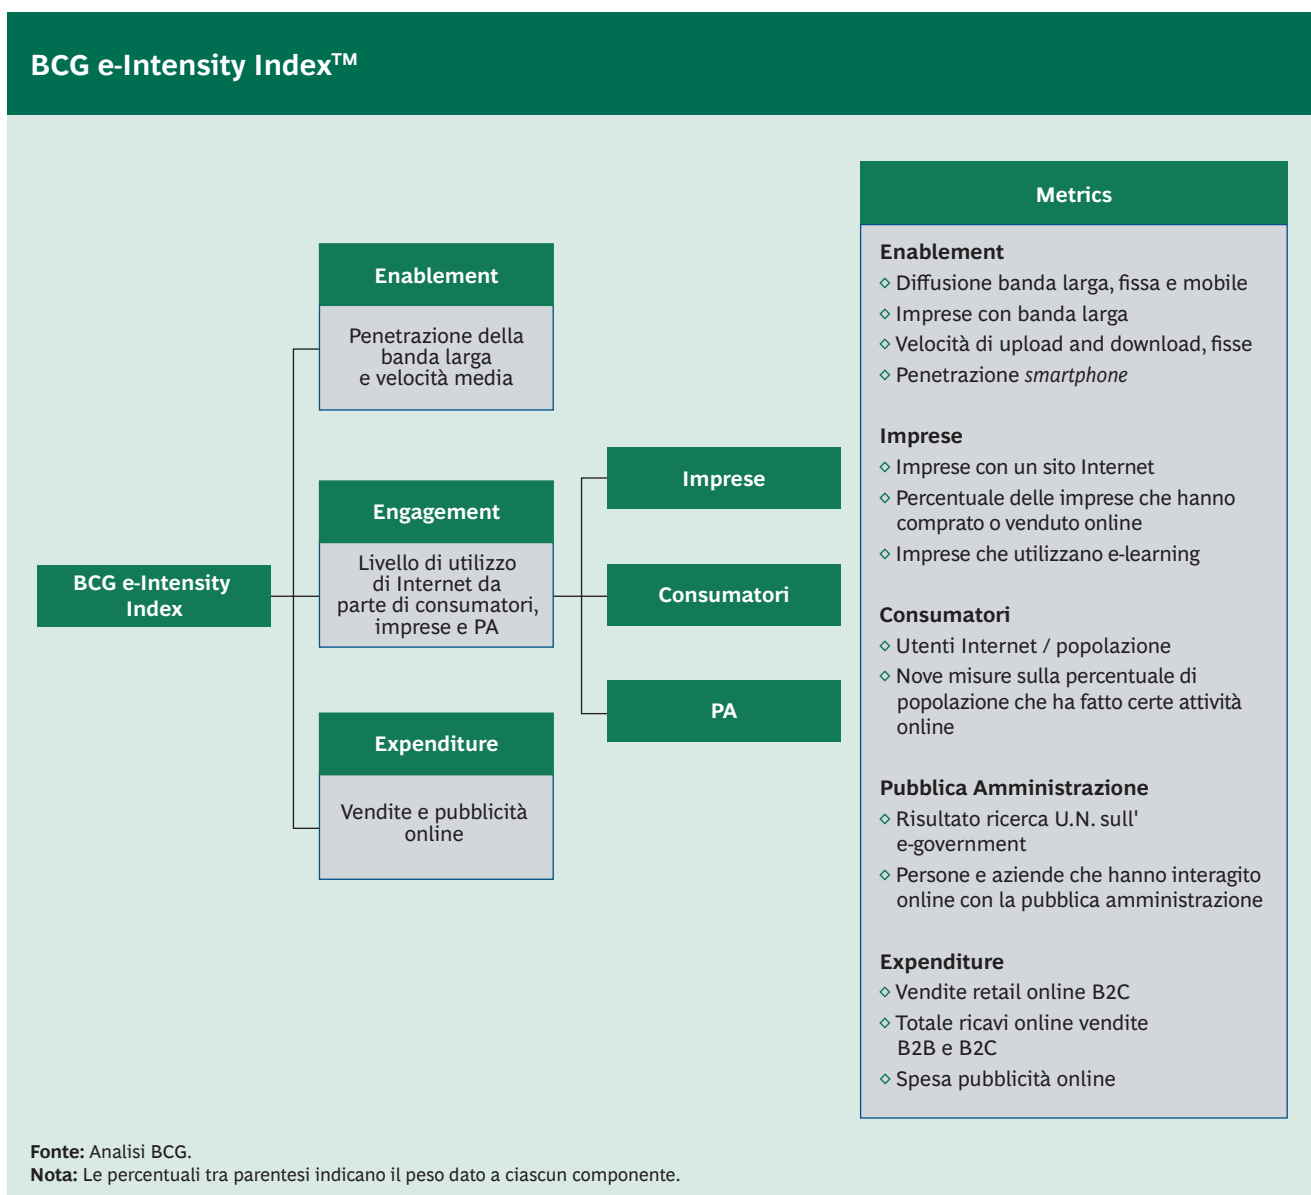 BCG e-Intensity Index™
BCG e-Intensity
Index
Enablement
Penetrazione della
banda larga
e velocità media
Engagement
Livello di utilizzo
di Internet da
parte di consumatori,
imprese e PA
Expenditure
Vendite e pubblicità
online
Imprese
Consumatori
PA
Metrics
Enablement
◇ Diffusione banda larga, fissa e mobile
◇ Imprese con banda larga
◇ Velocità di upload and download, fisse
◇ Penetrazione smartphone
Imprese
◇ Imprese con un sito Internet
◇ Percentuale delle imprese che hanno
comprato o venduto online
◇ Imprese che utilizzano e-learning
Consumatori
◇ Utenti Internet / popolazione
◇ Nove misure sulla percentuale di
popolazione che ha fatto certe attività
online
Pubblica Amministrazione
◇ Risultato ricerca U.N. sull'
e-government
◇ Persone e aziende che hanno interagito
online con la pubblica amministrazione
Expenditure
◇ Vendite retail online B2C
◇ Totale ricavi online vendite
B2B e B2C
◇ Spesa pubblicità online
Fonte: Analisi BCG.
Nota: Le percentuali tra parentesi indicano il peso dato a ciascun componente.